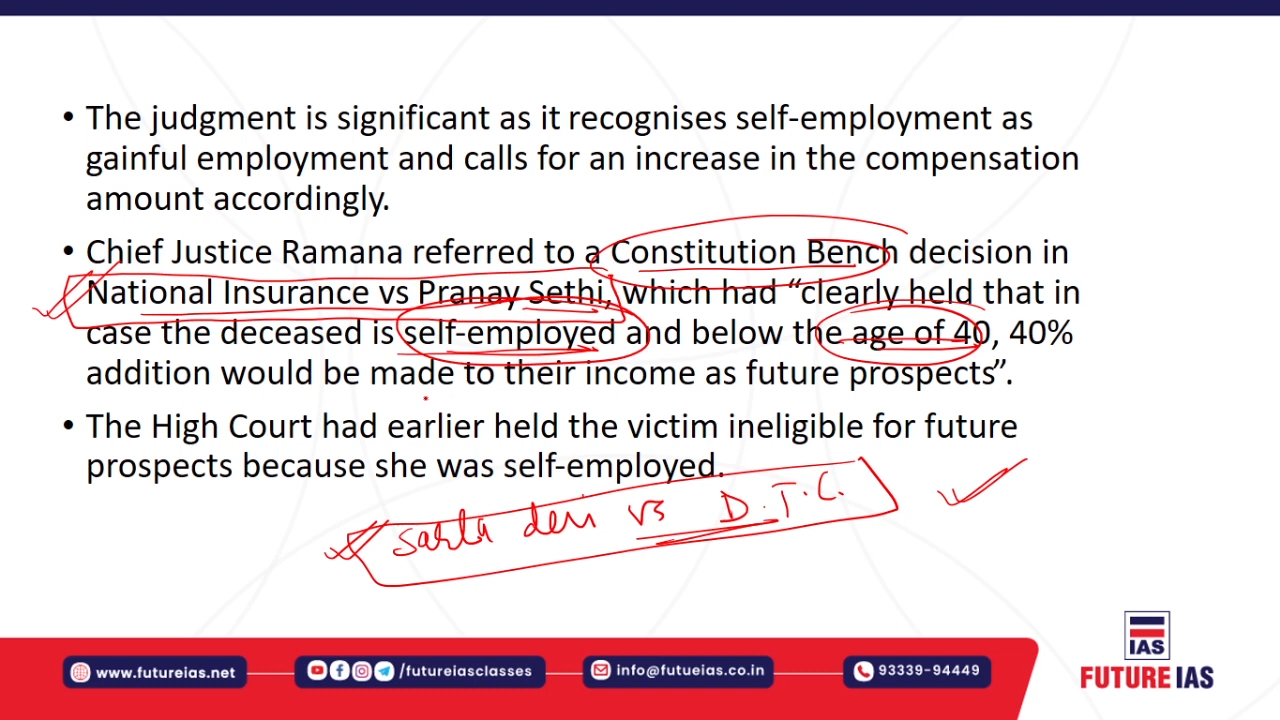 • The judgment is significant as it recognises self-employment as
gainful employment and calls for an increase in the compensation
amount accordingly.
• Chief Justice Ramana referred to a Constitution Bench decision in
National Insurance vs Pranay Sethi, which had “clearly held that in
case the deceased is self-employed and below the age of 40, 40%
addition would be made to their income as future prospects”.
• The High Court had earlier held the victim ineligible for future
prospects because she was self-employed.
sarla devi vs D.T.C.
IAS
FUTURE IAS
www.futureias.net
/futureiasclasses
info@futueias.co.in
93339-94449